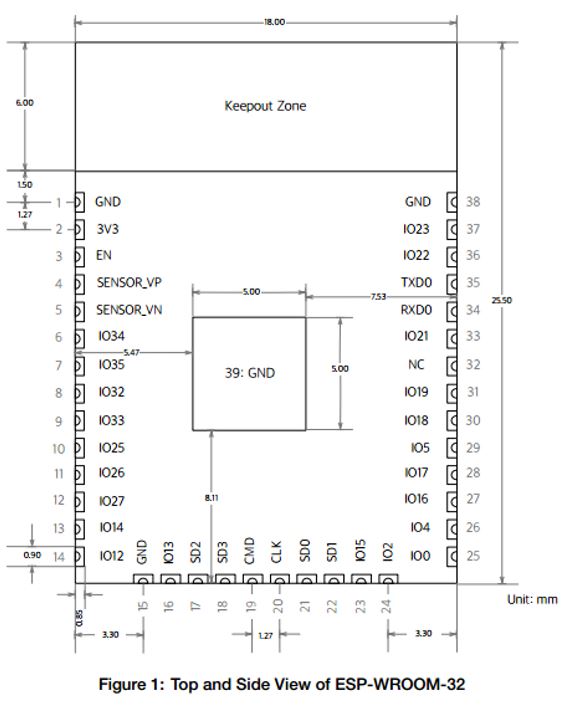 18.00
6.00
Keepout Zone
1.50
1 GND GND 38
1.27
2 3V3 IO23 37
3 EN IO22 36
4 SENSOR_VP TXD0 35
5.00
7.53
25.50
5 SENSOR_VN RXD0 34
6 IO34 IO21 33
5.47
7 IO35 NC 32
39: GND
5.00
8 IO32 IO19 31
9 IO33 IO18 30
10 IO25 IO5 29
11 IO26 IO17 28
8.11
12 IO27 IO16 27
13 IO14 IO4 26
0.90
14 IO12 IO0 25
GND IO13 SD2 SD3 CMD CLK SD0 SD1 IO15 IO2
15 16 17 18 19 20 21 22 23 24
Unit: mm
0.85
3.30 1.27 3.30
Figure 1: Top and Side View of ESP-WROOM-32